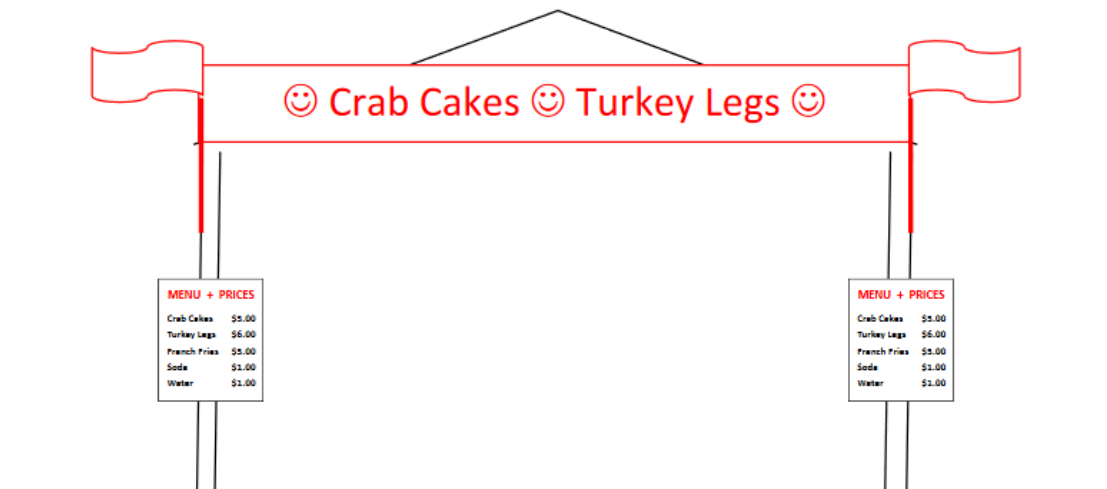 ☺ Crab Cakes ☺ Turkey Legs ☺
MENU + PRICES
Crab Cakes $5.00
Turkey Legs $6.00
French Fries $5.00
Soda $1.00
Water $1.00
MENU + PRICES
Crab Cakes $5.00
Turkey Legs $6.00
French Fries $5.00
Soda $1.00
Water $1.00